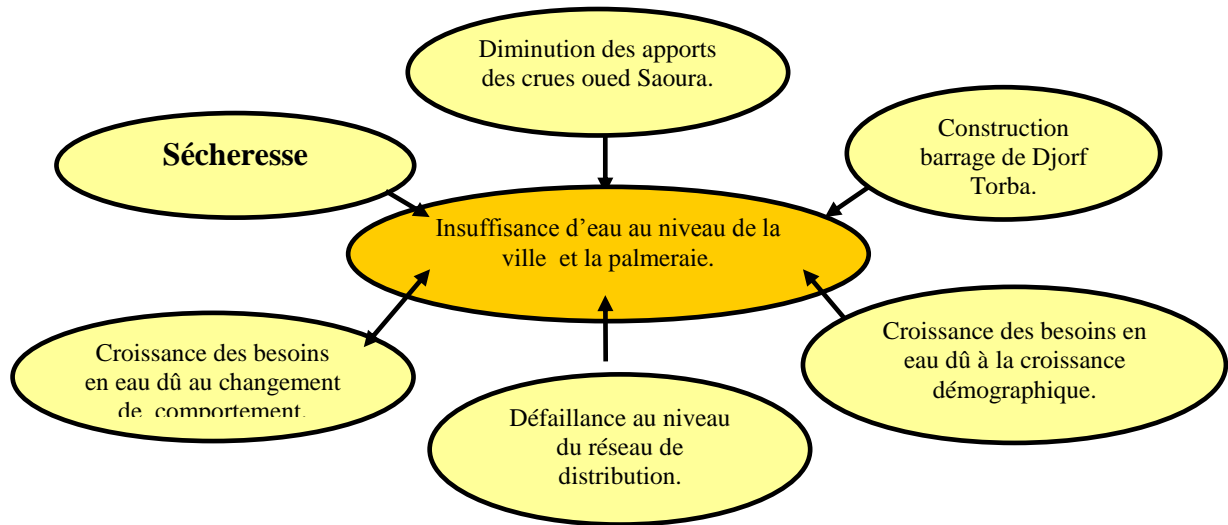 Diminution des apports
des crues oued Saoura.
Sécheresse
Construction
barrage de Djorf
Torba.
Insuffisance d'eau au niveau de la
ville et la palmeraie.
Croissance des besoins
en eau dû au changement
de comportement.
Défaillance au niveau
du réseau de
distribution.
Croissance des besoins en
eau dû à la croissance
démographique.